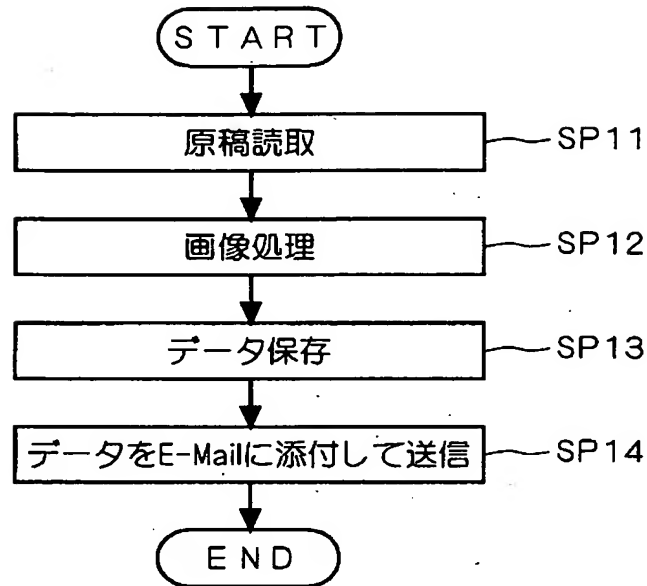 START
原稿読取
SP11
画像処理
SP12
データ保存
SP13
データをE-Mailに添付して送信
SP14
END